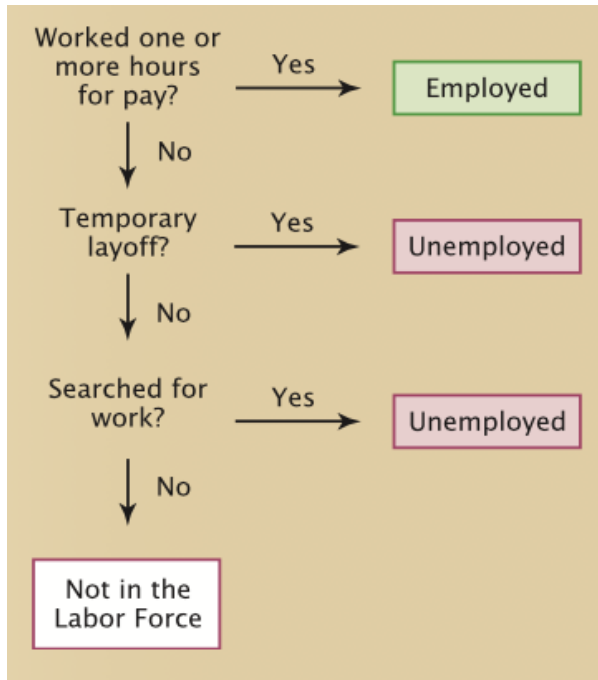 Worked one or
more hours
for pay?
Yes
Employed
No
Temporary
layoff?
Yes
Unemployed
No
Searched for
work?
Yes
Unemployed
No
Not in the
Labor Force